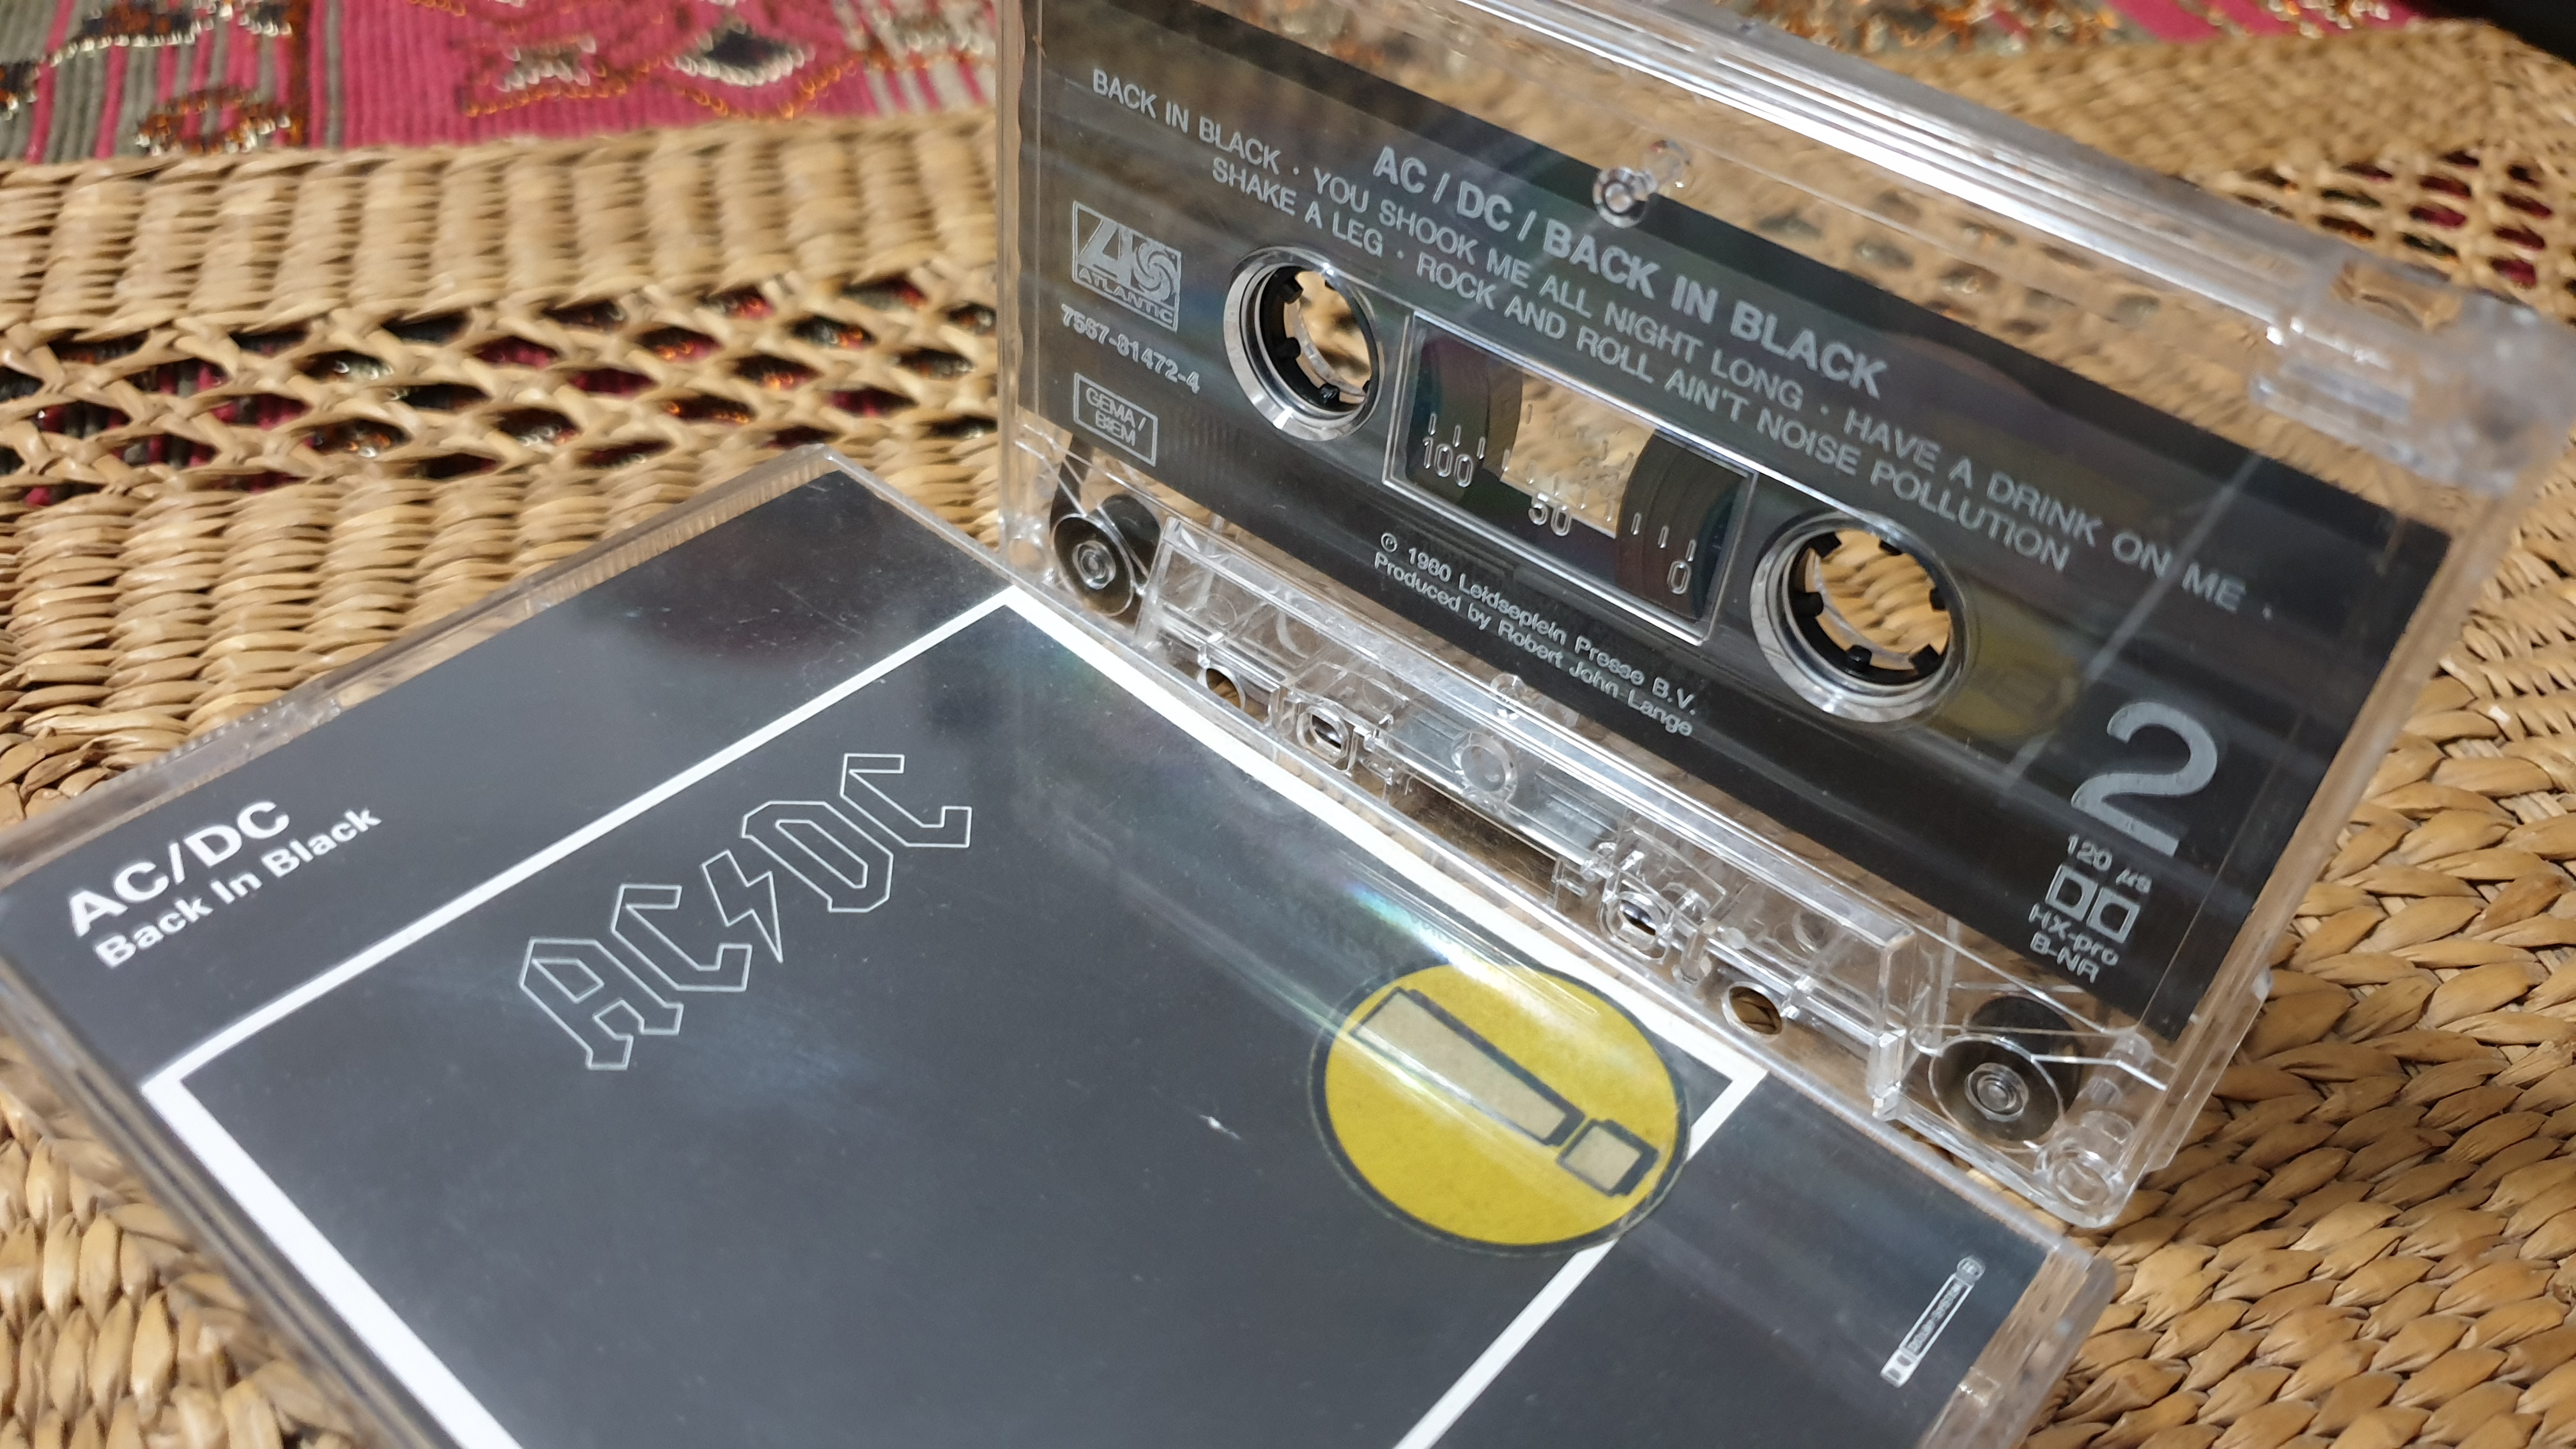 AC / DC / BACK IN BLACK
BACK IN BLACK · YOU SHOOK ME ALL NIGHT LONG · HAVE A DRINK ON ME ·
SHAKE A LEG · ROCK AND ROLL AIN'T NOISE POLLUTION
ATLANTIC
7567-81472-4
GEMA/
BIEM
100
50
0
℗ 1980 Leidseplein Presse B.V.
Produced by Robert John Lange
2
120 µs
HX-pro
B-NR
AC/DC
Back In Black
AC DC
!